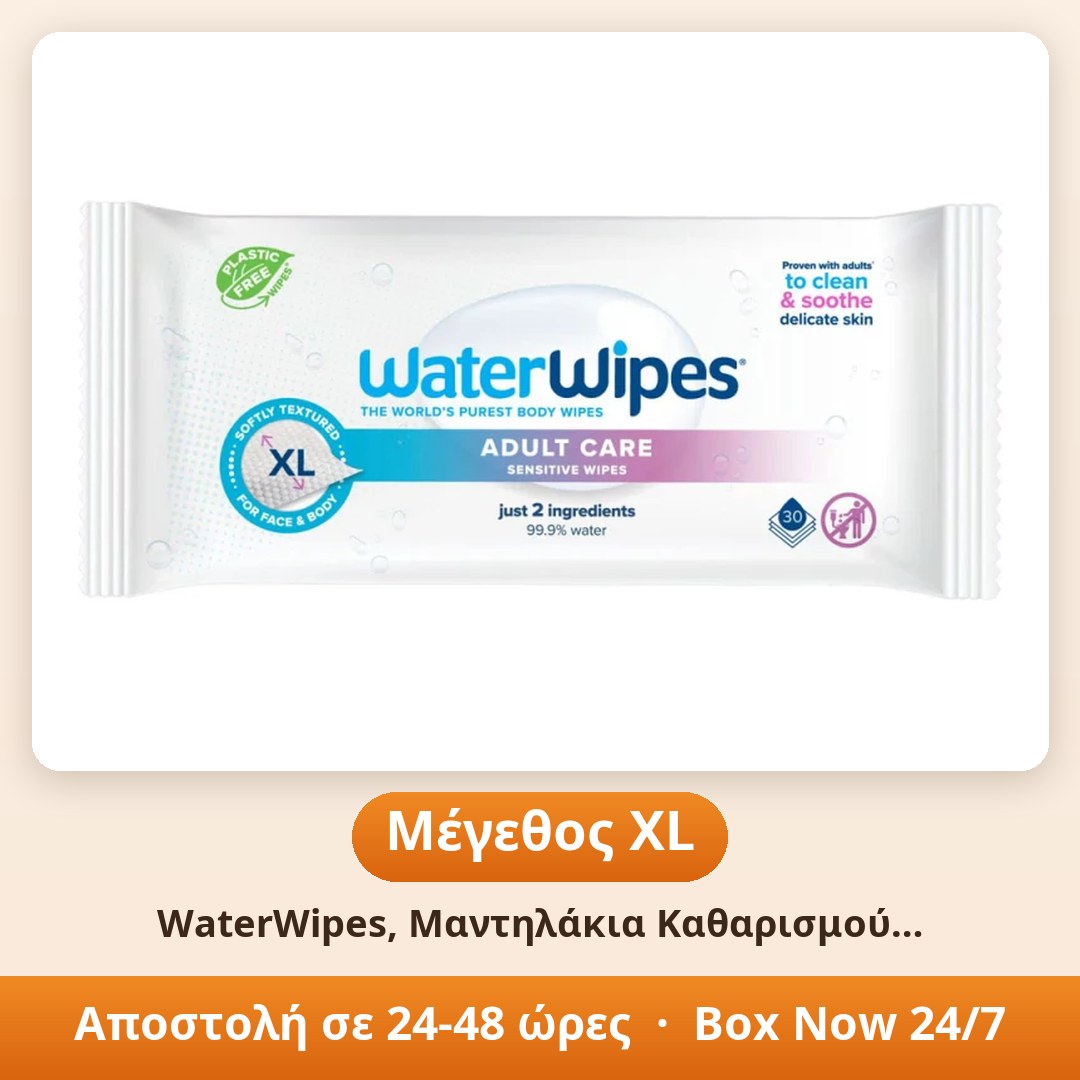 PLASTIC
FREE
WIPES*
Proven with adults*
to clean
& soothe
delicate skin
WaterWipes®
THE WORLD'S PUREST BODY WIPES
SOFTLY TEXTURED
XL
FOR FACE & BODY
ADULT CARE
SENSITIVE WIPES
just 2 ingredients
99.9% water
30
Μέγεθος XL
WaterWipes, Μαντηλάκια Καθαρισμού...
Αποστολή σε 24-48 ώρες · Box Now 24/7